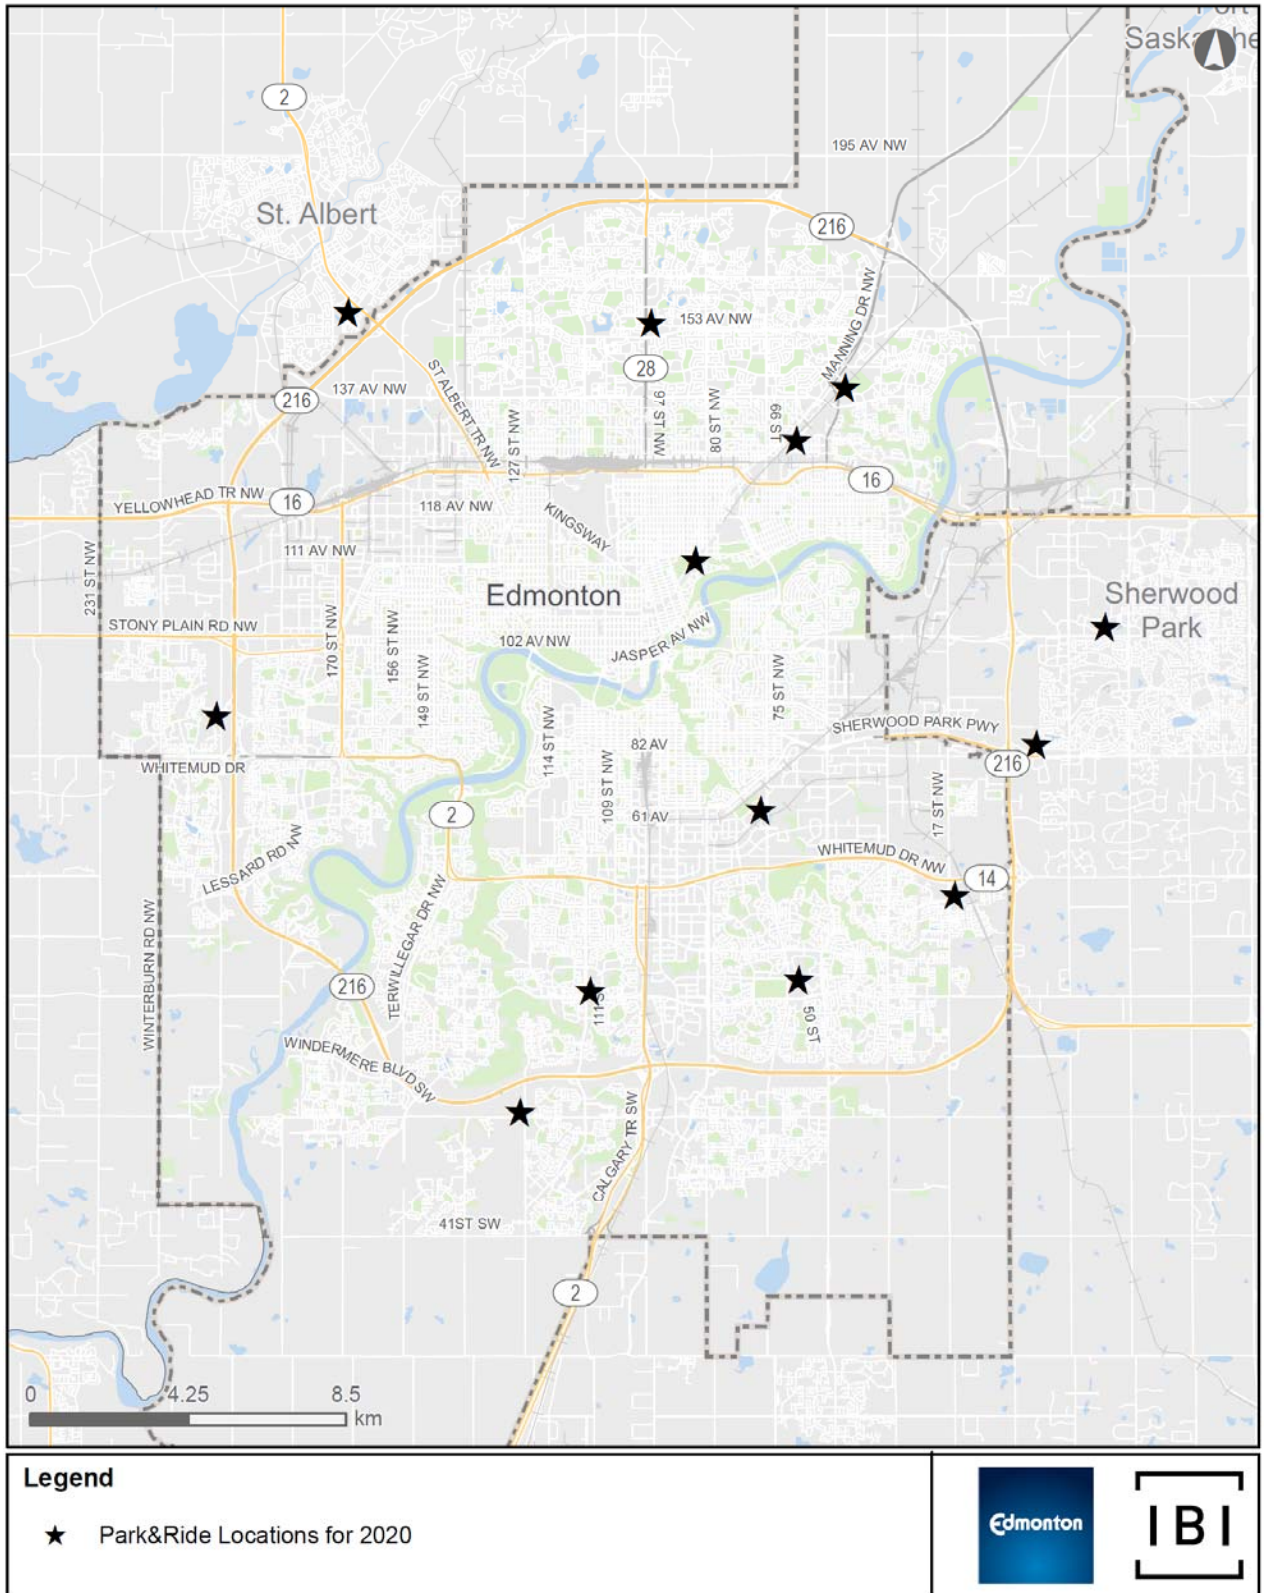 Fort
Saskatche
2
195 AV NW
St. Albert
216
MANNING DR NW
153 AV NW
28
ST ALBERT TR NW
137 AV NW
216
127 ST NW
97 ST NW
80 ST NW
66 ST
YELLOWHEAD TR NW
16
118 AV NW
KINGSWAY
16
111 AV NW
231 ST NW
Edmonton
Sherwood
Park
STONY PLAIN RD NW
170 ST NW
156 ST NW
149 ST NW
102 AV NW
JASPER AV NW
75 ST NW
114 ST NW
109 ST NW
82 AV
SHERWOOD PARK PWY
216
WHITEMUD DR
2
61 AV
17 ST NW
LESSARD RD NW
WHITEMUD DR NW
14
TERWILLEGAR DR NW
WINTERBURN RD NW
216
111 S
50 ST
WINDERMERE BLVD SW
CALGARY TR SW
41ST SW
2
0 4.25 8.5
km
Legend
Park&Ride Locations for 2020
Edmonton
IBI